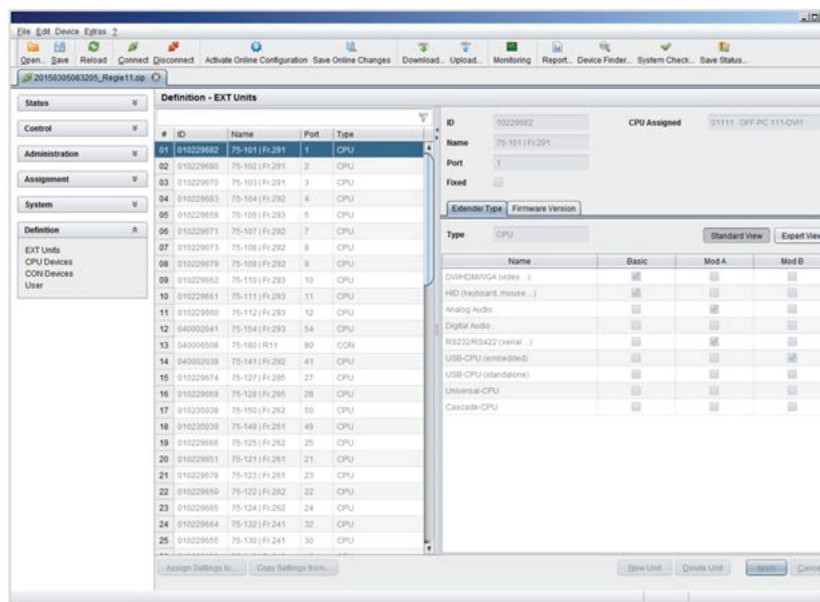 File Edit Device Extras ?
Open... Save Reload Connect Disconnect Activate Online Configuration Save Online Changes Download... Upload... Monitoring Report... Device Finder... System Check... Save Status...
20150305083205_Regie11.zip
Status
Control
Administration
Assignment
System
Definition
EXT Units
CPU Devices
CON Devices
User
Definition - EXT Units
# ID Name Port Type
01 010229682 75-101 | Fr.291 1 CPU
02 010229680 75-102 | Fr.291 2 CPU
03 010229670 75-103 | Fr.291 3 CPU
04 010229683 75-104 | Fr.292 4 CPU
05 010229659 75-105 | Fr.293 5 CPU
06 010229671 75-107 | Fr.292 7 CPU
07 010229673 75-108 | Fr.292 8 CPU
08 010229679 75-109 | Fr.292 9 CPU
09 010229662 75-110 | Fr.293 10 CPU
10 010229661 75-111 | Fr.293 11 CPU
11 010229660 75-112 | Fr.293 12 CPU
12 040002041 75-154 | Fr.293 54 CPU
13 040006508 75-180 | R11 80 CON
14 040002039 75-141 | Fr.292 41 CPU
15 010229674 75-127 | Fr.295 27 CPU
16 010229669 75-128 | Fr.295 28 CPU
17 010235038 75-150 | Fr.262 50 CPU
18 010235039 75-149 | Fr.261 49 CPU
19 010229666 75-125 | Fr.262 25 CPU
20 010229651 75-121 | Fr.261 21 CPU
21 010229678 75-123 | Fr.261 23 CPU
22 010229650 75-122 | Fr.262 22 CPU
23 010229665 75-124 | Fr.262 24 CPU
24 010229664 75-132 | Fr.241 32 CPU
25 010229655 75-130 | Fr.241 30 CPU
Assign Settings to... Copy Settings from...
ID 10229682 CPU Assigned 01111 OFF-PC 111-DVI1
Name 75-101 | Fr.291
Port 1
Fixed
Extender Type Firmware Version
Type CPU Standard View Expert View
Name Basic Mod A Mod B
DVI/HDMI/VGA (video ...)
HID (keyboard, mouse ...)
Analog Audio
Digital Audio
RS232/RS422 (serial ...)
USB-CPU (embedded)
USB-CPU (standalone)
Universal-CPU
Cascade-CPU
New Unit Delete Unit Apply Cance